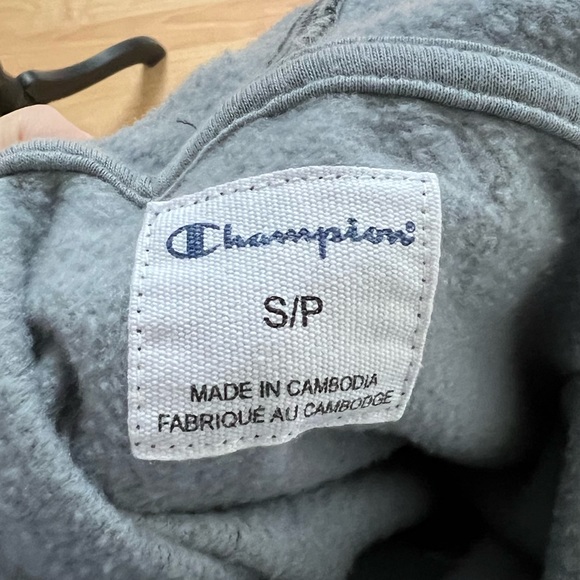 Champion
S/P
MADE IN CAMBODIA
FABRIQUÉ AU CAMBODGE